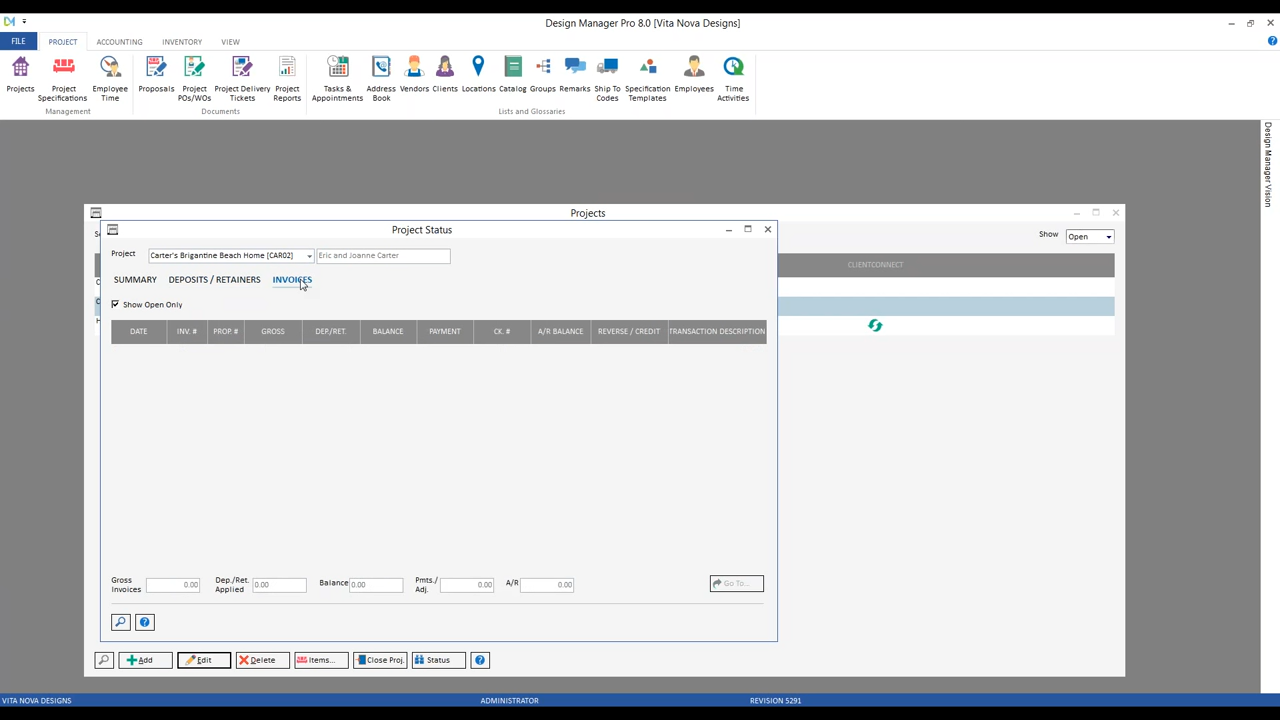 Design Manager Pro 8.0 [Vita Nova Designs]
FILE PROJECT ACCOUNTING INVENTORY VIEW
Projects
Project Specifications
Employee Time
Proposals
Project POs/WOs
Project Delivery Tickets
Project Reports
Tasks & Appointments
Address Book
Vendors
Clients
Locations
Catalog
Groups
Remarks
Ship To Codes
Specification Templates
Employees
Time Activities
Management Documents Lists and Glossaries
Design Manager Vision
Projects
Show Open
CLIENTCONNECT
Project Status
Project Carter's Brigantine Beach Home [CAR02] Eric and Joanne Carter
SUMMARY DEPOSITS / RETAINERS INVOICES
Show Open Only
DATE INV. # PROP. # GROSS DEP./RET. BALANCE PAYMENT CK. # A/R BALANCE REVERSE / CREDIT TRANSACTION DESCRIPTION
Gross Invoices 0.00 Dep./Ret. Applied 0.00 Balance 0.00 Pmts./ Adj. 0.00 A/R 0.00 Go To...
Add Edit Delete Items... Close Proj. Status
VITA NOVA DESIGNS ADMINISTRATOR REVISION 5291